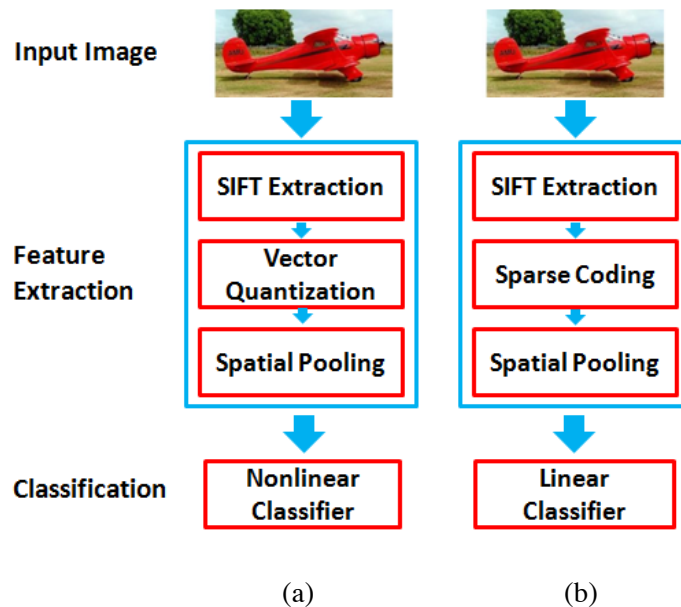 Input Image
SIFT Extraction
SIFT Extraction
Feature
Extraction
Vector
Quantization
Sparse Coding
Spatial Pooling
Spatial Pooling
Classification
Nonlinear
Classifier
Linear
Classifier
(a)
(b)